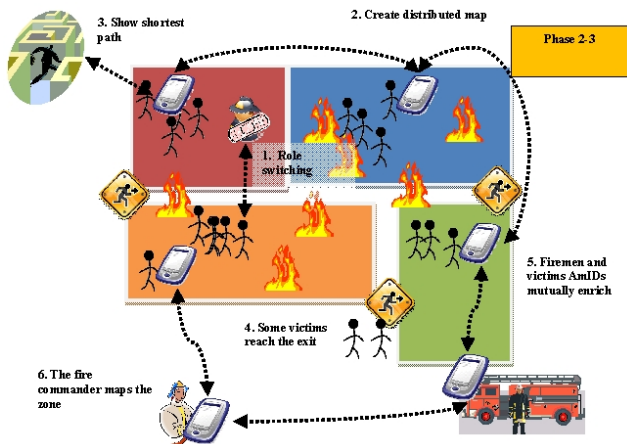 3. Show shortest
path
2. Create distributed map
Phase 2-3
1. Role
switching
5. Firemen and
victims AmIDs
mutually enrich
4. Some victims
reach the exit
6. The fire
commander maps the
zone